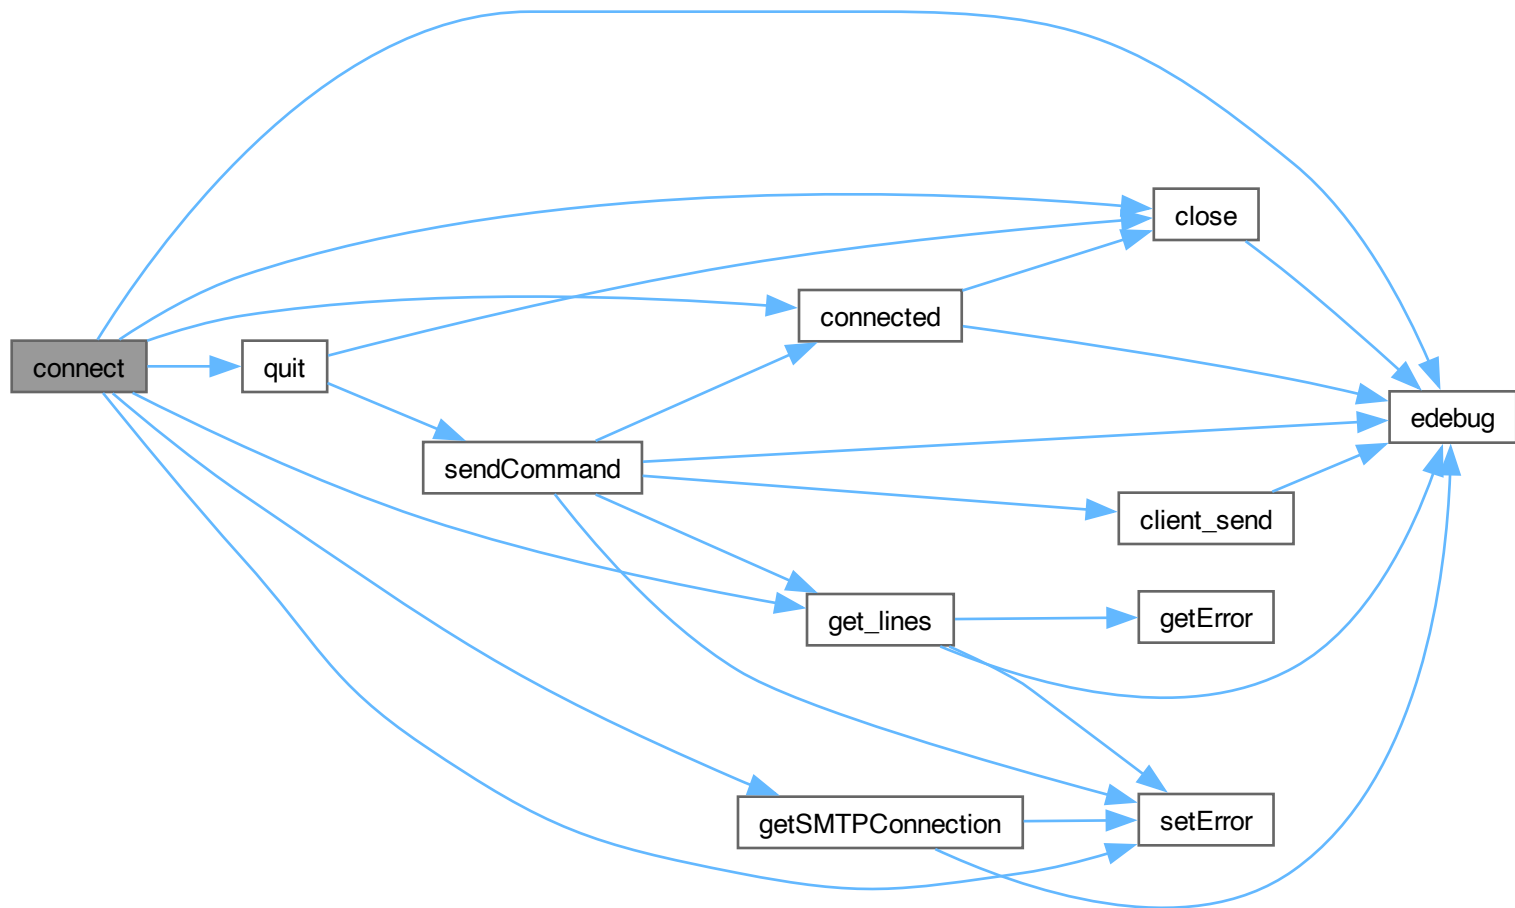 close
connected
connect
quit
edebug
sendCommand
client_send
get_lines
getError
getSMTPConnection
setError